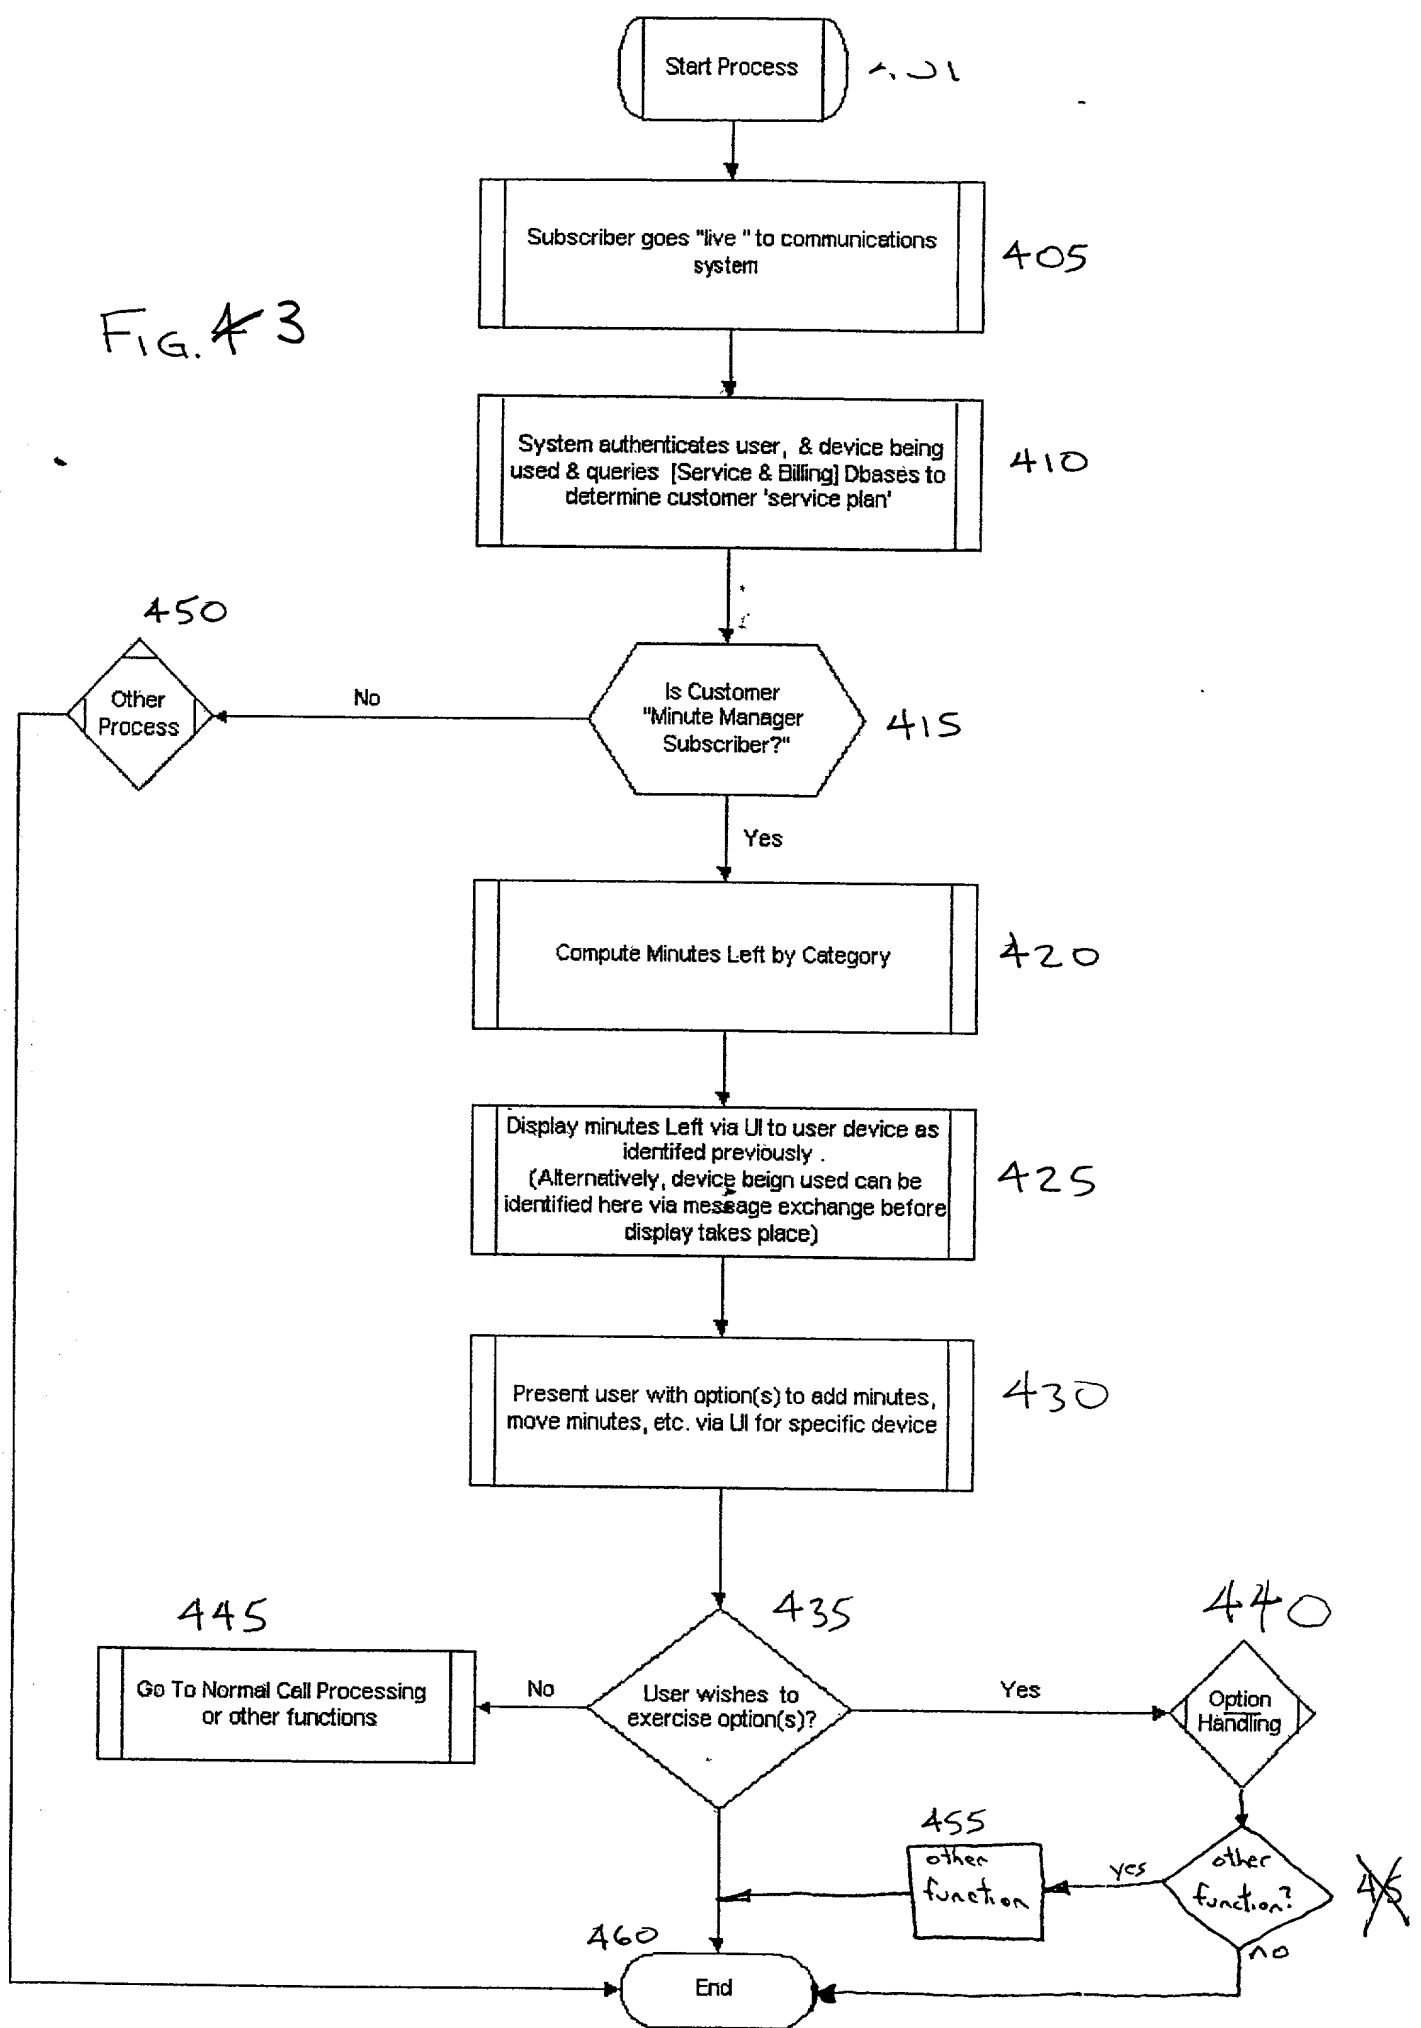 Start Process
Subscriber goes "live " to communications
system
405
FIG. 3
System authenticates user, & device being
used & queries [Service & Billing] Dbases to
determine customer 'service plan'
410
450
Other
Process
No
Is Customer
"Minute Manager
Subscriber?"
415
Yes
Compute Minutes Left by Category
420
Display minutes Left via UI to user device as
identifed previously .
(Alternatively, device beign used can be
identified here via message exchange before
display takes place)
425
Present user with option(s) to add minutes,
move minutes, etc. via UI for specific device
430
445
Go To Normal Call Processing
or other functions
No
435
User wishes to
exercise option(s)?
Yes
440
Option
Handling
455
other
function
yes
other
function?
no
460
End